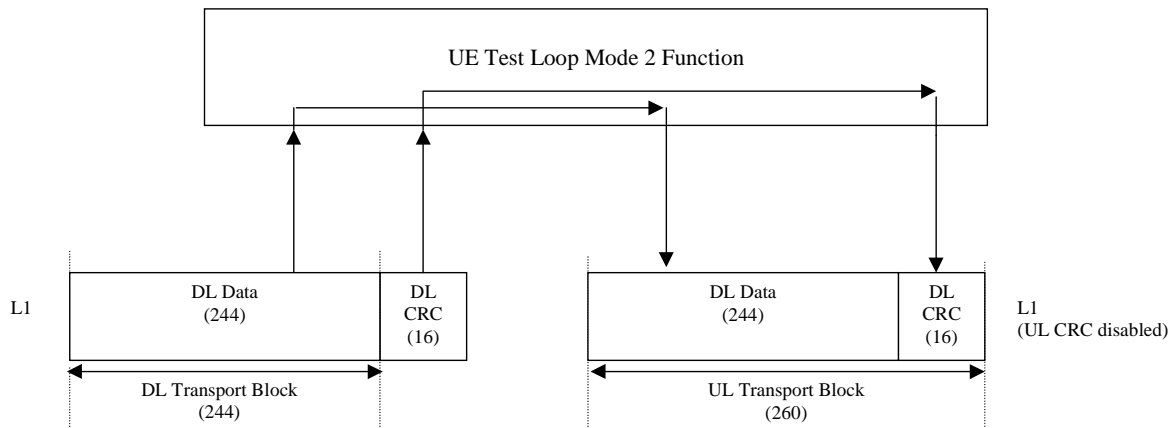 UE Test Loop Mode 2 Function
L1
DL Data
(244)
DL
CRC
(16)
DL Data
(244)
DL
CRC
(16)
L1
(UL CRC disabled)
DL Transport Block
(244)
UL Transport Block
(260)